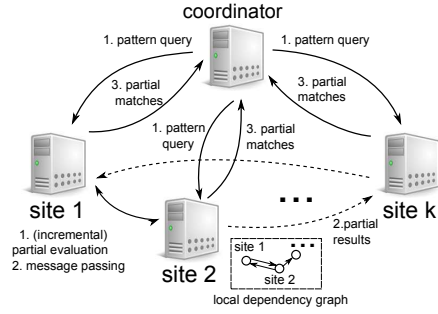 coordinator
1. pattern query
1. pattern query
3. partial
matches
3. partial
matches
1. pattern
query
3. partial
matches
site 1
site k
1. (incremental)
partial evaluation
2. message passing
site 2
2.partial
results
site 1
site 2
local dependency graph